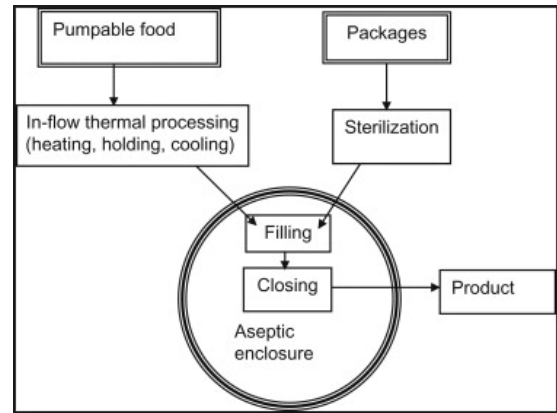 Pumpable food
Packages
In-flow thermal processing
(heating, holding, cooling)
Sterilization
Filling
Closing
Product
Aseptic
enclosure